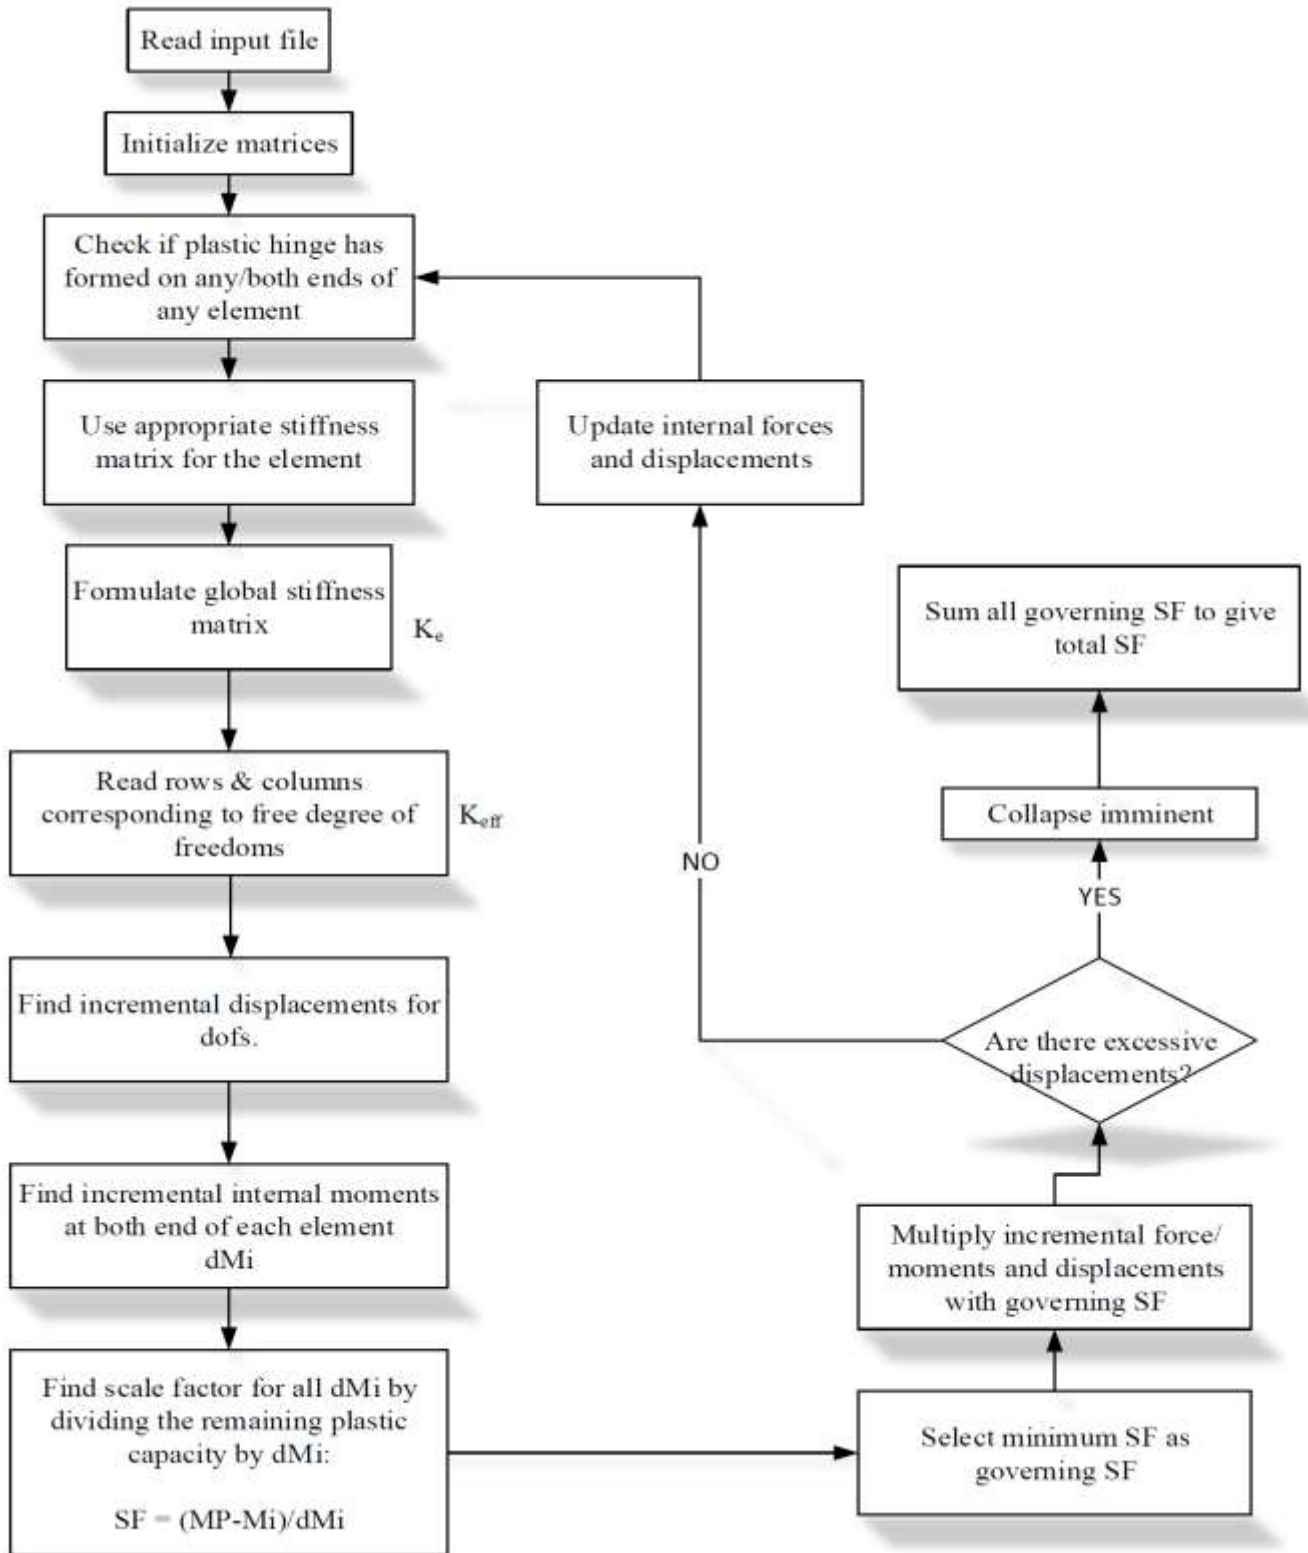 Read input file
Initialize matrices
Check if plastic hinge has
formed on any/both ends of
any element
Use appropriate stiffness
matrix for the element
Formulate global stiffness
matrix
Kₑ
Read rows & columns
corresponding to free degree of
freedoms
K_eff
Find incremental displacements for
dofs.
Find incremental internal moments
at both end of each element
dMi
Find scale factor for all dMi by
dividing the remaining plastic
capacity by dMi:
SF = (MP-Mi)/dMi
Select minimum SF as
governing SF
Multiply incremental force/
moments and displacements
with governing SF
Are there excessive
displacements?
NO
Update internal forces
and displacements
YES
Collapse imminent
Sum all governing SF to give
total SF